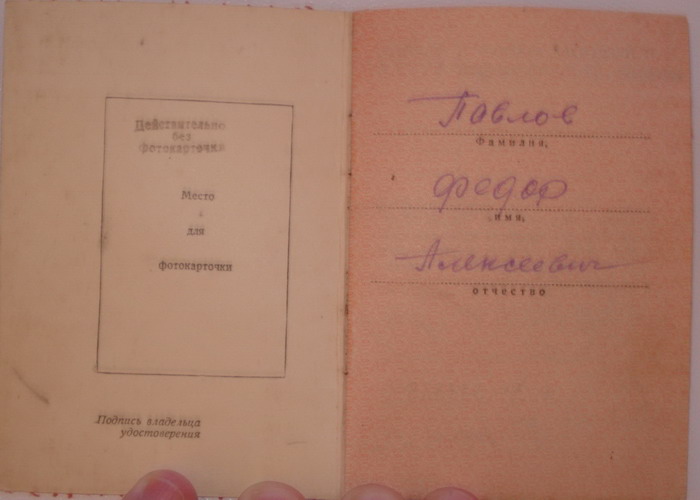 Действительно
без
фотокарточки
Место
для
фотокарточки
Подпись владельца
удостоверения
Павлов
Фамилия,
Федор
имя,
Алексеевич
отчество